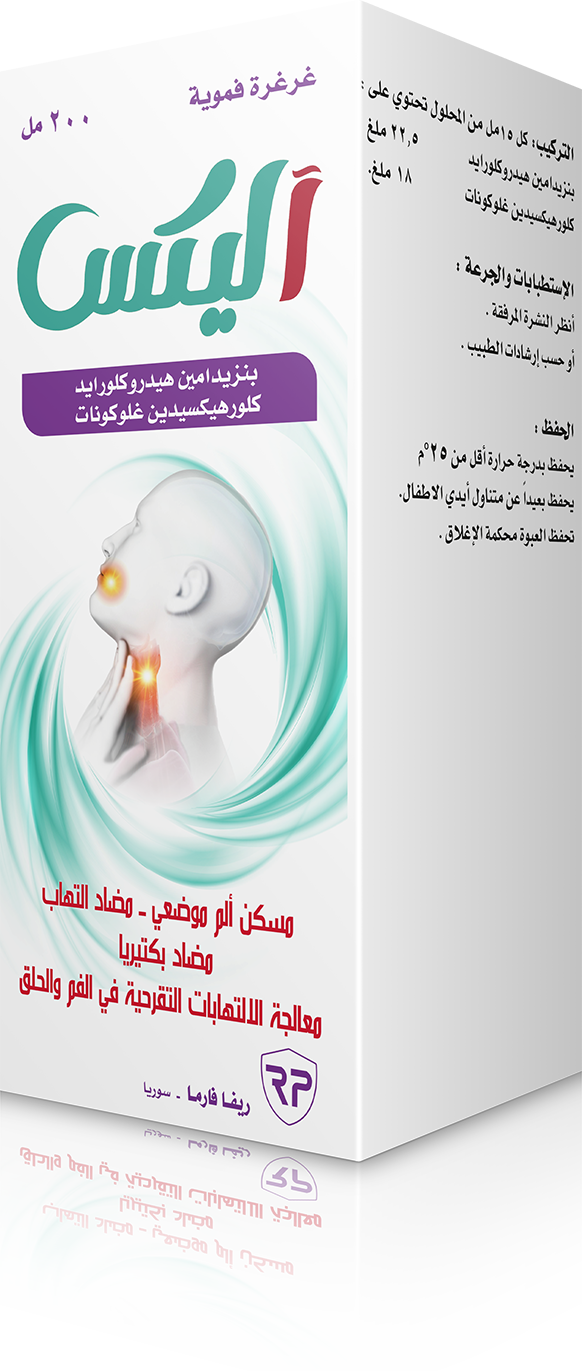 غرغرة فموية
٢٠٠ مل
أليكس
بنزيدامين هيدروكلورايد
كلورهيكسيدين غلوكونات
مسكن ألم موضعي - مضاد التهاب
مضاد بكتيريا
معالجة الالتهابات التقرحية في الفم والحلق
RP
ريفا فارما - سوريا
التركيب: كل ١٥ مل من المحلول تحتوي على :
بنزيدامين هيدروكلورايد ٢٢,٥ ملغ
كلورهيكسيدين غلوكونات ١٨ ملغ.
الإستطبابات والجرعة :
أنظر النشرة المرفقة .
أو حسب إرشادات الطبيب .
الحفظ :
يحفظ بدرجة حرارة أقل من ٢٥°م
يحفظ بعيداً عن متناول أيدي الاطفال.
تحفظ العبوة محكمة الإغلاق .